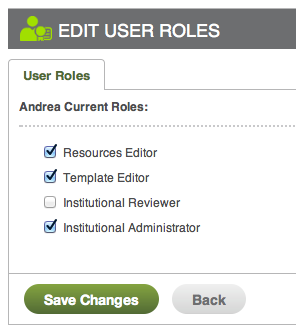 EDIT USER ROLES
User Roles
Andrea Current Roles:
Resources Editor
Template Editor
Institutional Reviewer
Institutional Administrator
Save Changes
Back